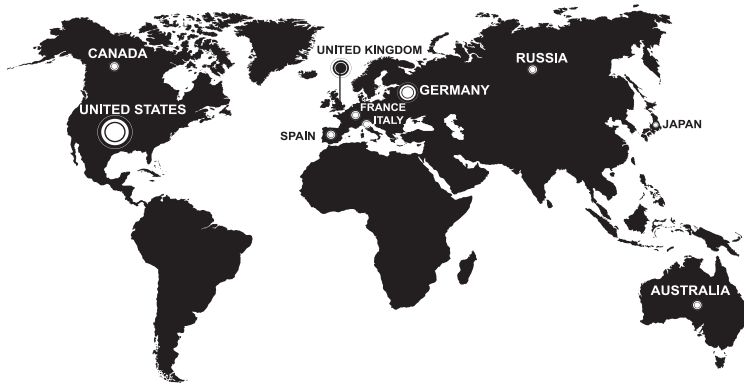 CANADA
UNITED KINGDOM
RUSSIA
GERMANY
UNITED STATES
FRANCE
ITALY
JAPAN
SPAIN
AUSTRALIA